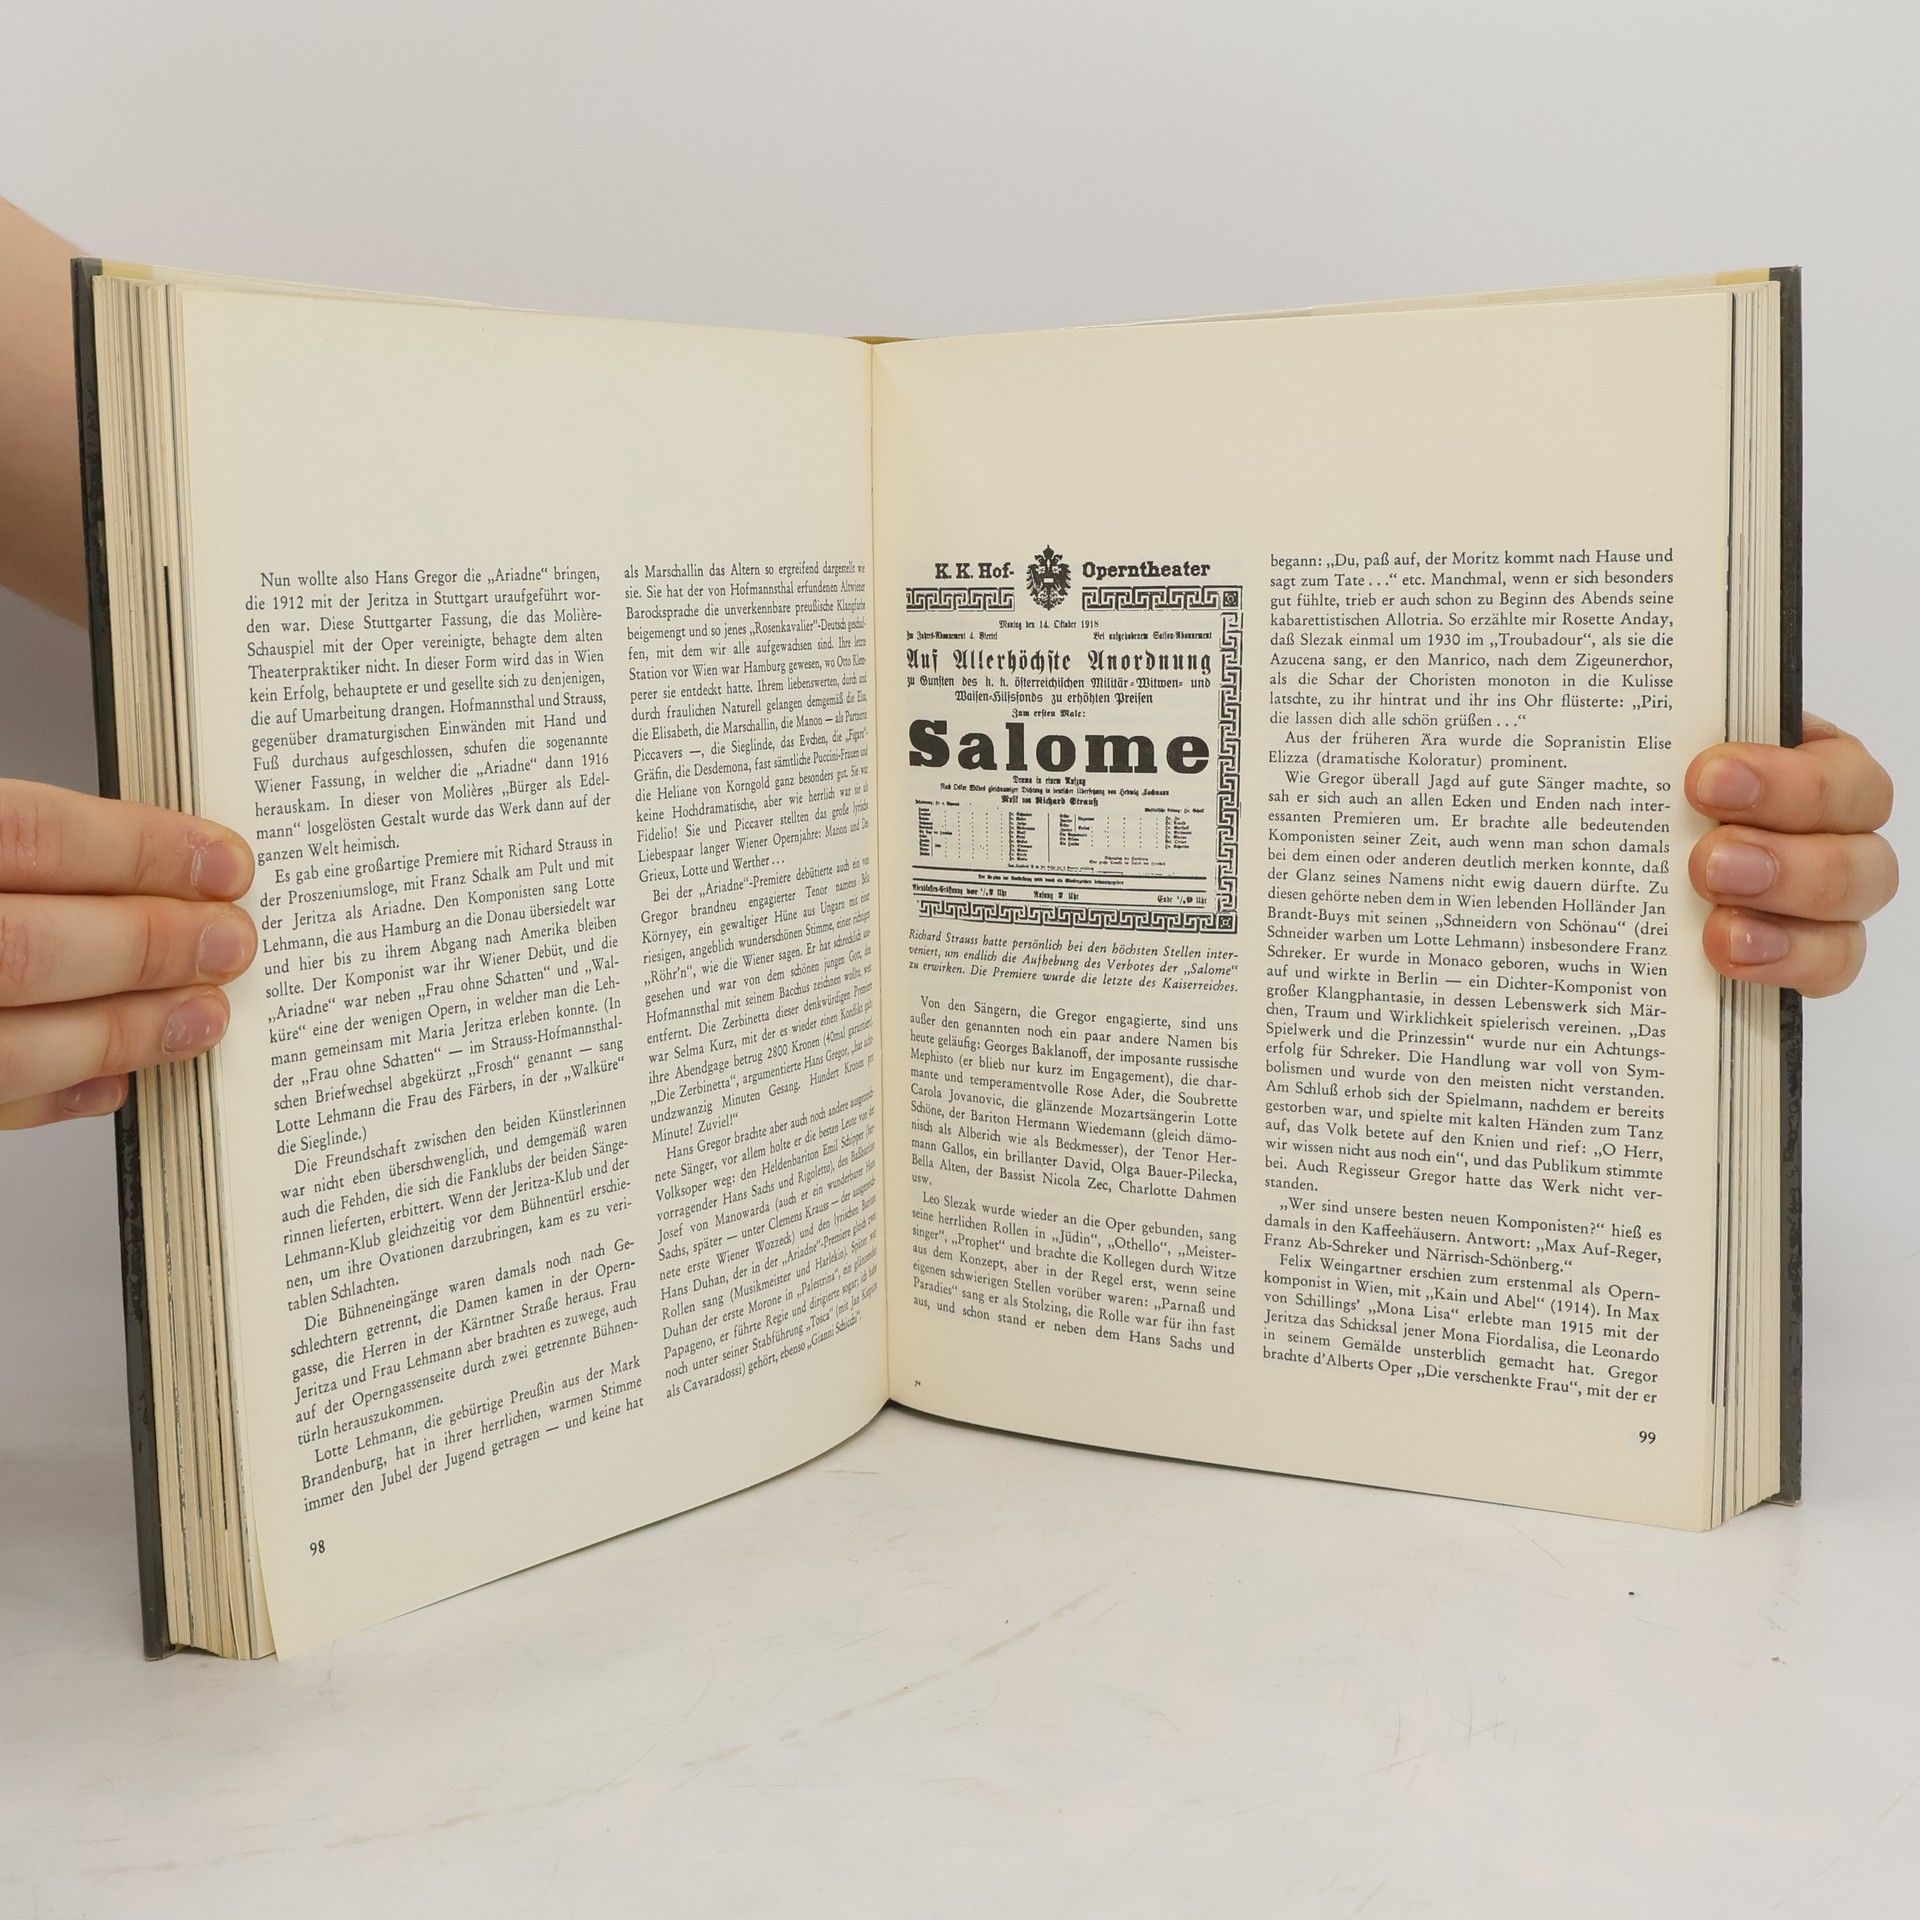 Nun wollte also Hans Gregor die „Ariadne“ bringen,
die 1912 mit der Jeritza in Stuttgart uraufgeführt wor-
den war. Diese Stuttgarter Fassung, die das Molière-
Schauspiel mit der Oper vereinigte, behagte dem alten
Theaterpraktiker nicht. In dieser Form wird das in Wien
kein Erfolg, behauptete er und gesellte sich zu denjenigen,
die auf Umarbeitung drangen. Hofmannsthal und Strauss,
gegenüber dramaturgischen Einwänden mit Hand und
Fuß durchaus aufgeschlossen, schufen die sogenannte
Wiener Fassung, in welcher die „Ariadne“ dann 1916
herauskam. In dieser von Molières „Bürger als Edel-
mann“ losgelösten Gestalt wurde das Werk dann auf der
ganzen Welt heimisch.
Es gab eine großartige Premiere mit Richard Strauss in
der Proszeniumsloge, mit Franz Schalk am Pult und mit
der Jeritza als Ariadne. Den Komponisten sang Lotte
Lehmann, die aus Hamburg an die Donau übersiedelt war
und hier bis zu ihrem Abgang nach Amerika bleiben
sollte. Der Komponist war ihr Wiener Debüt, und die
„Ariadne“ war neben „Frau ohne Schatten“ und „Wal-
küre“ eine der wenigen Opern, in welcher man die Leh-
mann gemeinsam mit Maria Jeritza erleben konnte. (In
der „Frau ohne Schatten“ — im Strauss-Hofmannsthal-
schen Briefwechsel abgekürzt „Frosch“ genannt — sang
Lotte Lehmann die Frau des Färbers, in der „Walküre“
die Sieglinde.)
Die Freundschaft zwischen den beiden Künstlerinnen
war nicht eben überschwenglich, und demgemäß waren
auch die Fehden, die sich die Fanklubs der beiden Sänge-
rinnen lieferten, erbittert. Wenn der Jeritza-Klub und der
Lehmann-Klub gleichzeitig vor dem Bühnentürl erschie-
nen, um ihre Ovationen darzubringen, kam es zu veri-
tablen Schlachten.
Die Bühneneingänge waren damals noch nach Ge-
schlechtern getrennt, die Damen kamen in der Opern-
gasse, die Herren in der Kärntner Straße heraus. Frau
Jeritza und Frau Lehmann aber brachten es zuwege, auch
auf der Operngassenseite durch zwei getrennte Bühnen-
türln herauszukommen.
Lotte Lehmann, die gebürtige Preußin aus der Mark
Brandenburg, hat in ihrer herrlichen, warmen Stimme
immer den Jubel der Jugend getragen — und keine hat
98
als Marschallin das Altern so ergreifend dargestellt wie
sie. Sie hat der von Hofmannsthal erfundenen Altwiener
Barocksprache die unverkennbare preußische Klangfarbe
beigemengt und so jenes „Rosenkavalier“-Deutsch geschaf-
fen, mit dem wir alle aufgewachsen sind. Ihre letzte
Station vor Wien war Hamburg gewesen, wo Otto Klem-
perer sie entdeckt hatte. Ihrem liebenswerten, durch und
durch fraulichen Naturell gelangen demgemäß die Elsa,
die Elisabeth, die Marschallin, die Manon — als Partnerin
Piccavers —, die Sieglinde, das Evchen, die „Figaro“-
Gräfin, die Desdemona, fast sämtliche Puccini-Frauen und
die Heliane von Korngold ganz besonders gut. Sie war
keine Hochdramatische, aber wie herrlich war sie als
Fidelio! Sie und Piccaver stellten das große lyrische
Liebespaar langer Wiener Opernjahre: Manon und Des
Grieux, Lotte und Werther ...
Bei der „Ariadne“-Premiere debütierte auch ein von
Gregor brandneu engagierter Tenor namens Bela
Környey, ein gewaltiger Hüne aus Ungarn mit einer
riesigen, angeblich wunderschönen Stimme, einer richtigen
„Röhr'n“, wie die Wiener sagen. Er hat schrecklich aus-
gesehen und war von dem schönen jungen Gott, den
Hofmannsthal mit seinem Bacchus zeichnen wollte, weit
entfernt. Die Zerbinetta dieser denkwürdigen Premiere
war Selma Kurz, mit der es wieder einen Konflikt gab,
ihre Abendgage betrug 2800 Kronen (40mal garantiert).
„Die Zerbinetta“, argumentierte Hans Gregor, „hat acht-
undzwanzig Minuten Gesang. Hundert Kronen pro
Minute! Zuviel!“
Hans Gregor brachte aber auch noch andere ausgezeich-
nete Sänger, vor allem holte er die besten Leute von der
Volksoper weg: den Heldenbariton Emil Schipper (her-
vorragender Hans Sachs und Rigoletto), den Baßbariton
Josef von Manowarda (auch er ein wunderbarer Hans
Sachs, später — unter Clemens Krauss — der ausgezeich-
nete erste Wiener Wozzeck) und den lyrischen Bariton
Hans Duhan, der in der „Ariadne“-Premiere gleich zwei
Rollen sang (Musikmeister und Harlekin). Später war
Duhan der erste Morone in „Palestrina“, ein glänzender
Papageno, er führte Regie und dirigierte sogar; ich habe
noch unter seiner Stabführung „Tosca“ (mit Jan Kiepura
als Cavaradossi) gehört, ebenso „Gianni Schicchi“.
K. K. Hof-Operntheater
Montag den 14. Oktober 1918
Im Jahres-Abonnement 4. Viertel Bei aufgehobenem Saison-Abonnement
Auf Allerhöchste Anordnung
zu Gunsten des k. k. österreichischen Militär-Witwen- und
Waisen-Hilfsfonds zu erhöhten Preisen
Zum ersten Male:
Salome
Drama in einem Aufzug
Nach Oskar Wildes gleichnamiger Dichtung in deutscher Übersetzung von Hedwig Lachmann
Musik von Richard Strauß
Anfang 7 Uhr
Richard Strauss hatte persönlich bei den höchsten Stellen inter-
veniert, um endlich die Aufhebung des Verbotes der „Salome“
zu erwirken. Die Premiere wurde die letzte des Kaiserreiches.
Von den Sängern, die Gregor engagierte, sind uns
außer den genannten noch ein paar andere Namen bis
heute geläufig: Georges Baklanoff, der imposante russische
Mephisto (er blieb nur kurz im Engagement), die char-
mante und temperamentvolle Rose Ader, die Soubrette
Carola Jovanovic, die glänzende Mozartsängerin Lotte
Schöne, der Bariton Hermann Wiedemann (gleich dämo-
nisch als Alberich wie als Beckmesser), der Tenor Her-
mann Gallos, ein brillanter David, Olga Bauer-Pilecka,
Bella Alten, der Bassist Nicola Zec, Charlotte Dahmen
usw.
Leo Slezak wurde wieder an die Oper gebunden, sang
seine herrlichen Rollen in „Jüdin“, „Othello“, „Meister-
singer“, „Prophet“ und brachte die Kollegen durch Witze
aus dem Konzept, aber in der Regel erst, wenn seine
eigenen schwierigen Stellen vorüber waren: „Parnaß und
Paradies“ sang er als Stolzing, die Rolle war für ihn fast
aus, und schon stand er neben dem Hans Sachs und
7*
begann: „Du, paß auf, der Moritz kommt nach Hause und
sagt zum Tate ...“ etc. Manchmal, wenn er sich besonders
gut fühlte, trieb er auch schon zu Beginn des Abends seine
kabarettistischen Allotria. So erzählte mir Rosette Anday,
daß Slezak einmal um 1930 im „Troubadour“, als sie die
Azucena sang, er den Manrico, nach dem Zigeunerchor,
als die Schar der Choristen monoton in die Kulisse
latschte, zu ihr hintrat und ihr ins Ohr flüsterte: „Piri,
die lassen dich alle schön grüßen ...“
Aus der früheren Ära wurde die Sopranistin Elise
Elizza (dramatische Koloratur) prominent.
Wie Gregor überall Jagd auf gute Sänger machte, so
sah er sich auch an allen Ecken und Enden nach inter-
essanten Premieren um. Er brachte alle bedeutenden
Komponisten seiner Zeit, auch wenn man schon damals
bei dem einen oder anderen deutlich merken konnte, daß
der Glanz seines Namens nicht ewig dauern dürfte. Zu
diesen gehörte neben dem in Wien lebenden Holländer Jan
Brandt-Buys mit seinen „Schneidern von Schönau“ (drei
Schneider warben um Lotte Lehmann) insbesondere Franz
Schreker. Er wurde in Monaco geboren, wuchs in Wien
auf und wirkte in Berlin — ein Dichter-Komponist von
großer Klangphantasie, in dessen Lebenswerk sich Mär-
chen, Traum und Wirklichkeit spielerisch vereinen. „Das
Spielwerk und die Prinzessin“ wurde nur ein Achtungs-
erfolg für Schreker. Die Handlung war voll von Sym-
bolismen und wurde von den meisten nicht verstanden.
Am Schluß erhob sich der Spielmann, nachdem er bereits
gestorben war, und spielte mit kalten Händen zum Tanz
auf, das Volk betete auf den Knien und rief: „O Herr,
wir wissen nicht aus noch ein“, und das Publikum stimmte
bei. Auch Regisseur Gregor hatte das Werk nicht ver-
standen.
„Wer sind unsere besten neuen Komponisten?“ hieß es
damals in den Kaffeehäusern. Antwort: „Max Auf-Reger,
Franz Ab-Schreker und Närrisch-Schönberg.“
Felix Weingartner erschien zum erstenmal als Opern-
komponist in Wien, mit „Kain und Abel“ (1914). In Max
von Schillings' „Mona Lisa“ erlebte man 1915 mit der
Jeritza das Schicksal jener Mona Fiordalisa, die Leonardo
in seinem Gemälde unsterblich gemacht hat. Gregor
brachte d'Alberts Oper „Die verschenkte Frau“, mit der er
99